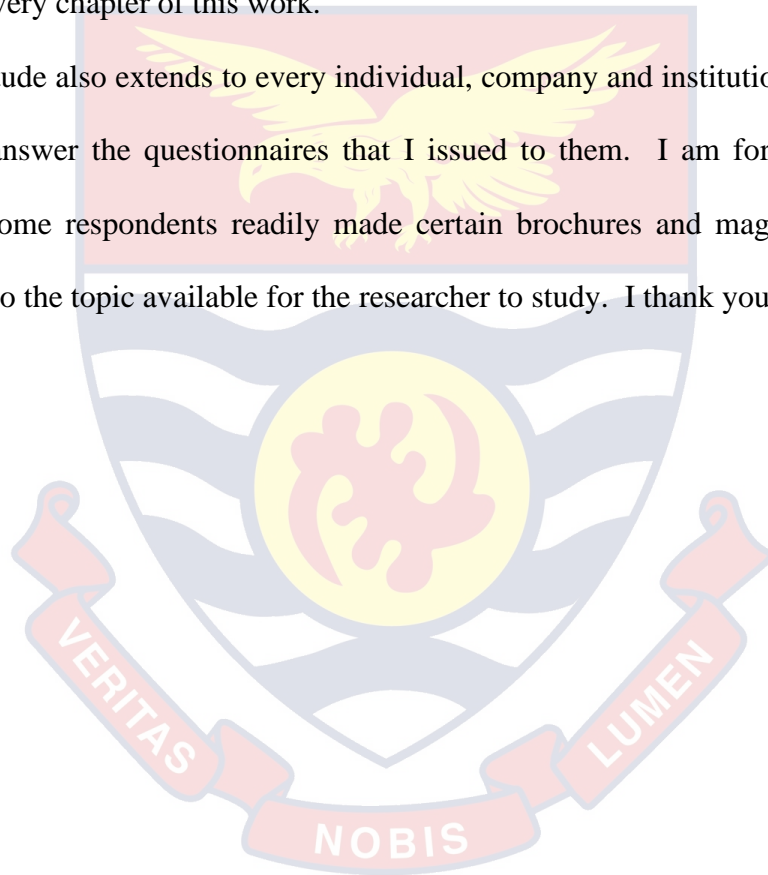 very chapter of this work.
ude also extends to every individual, company and institutio
answer the questionnaires that I issued to them. I am for
ome respondents readily made certain brochures and mag
o the topic available for the researcher to study. I thank you
VERITAS
NOBIS
LUMEN